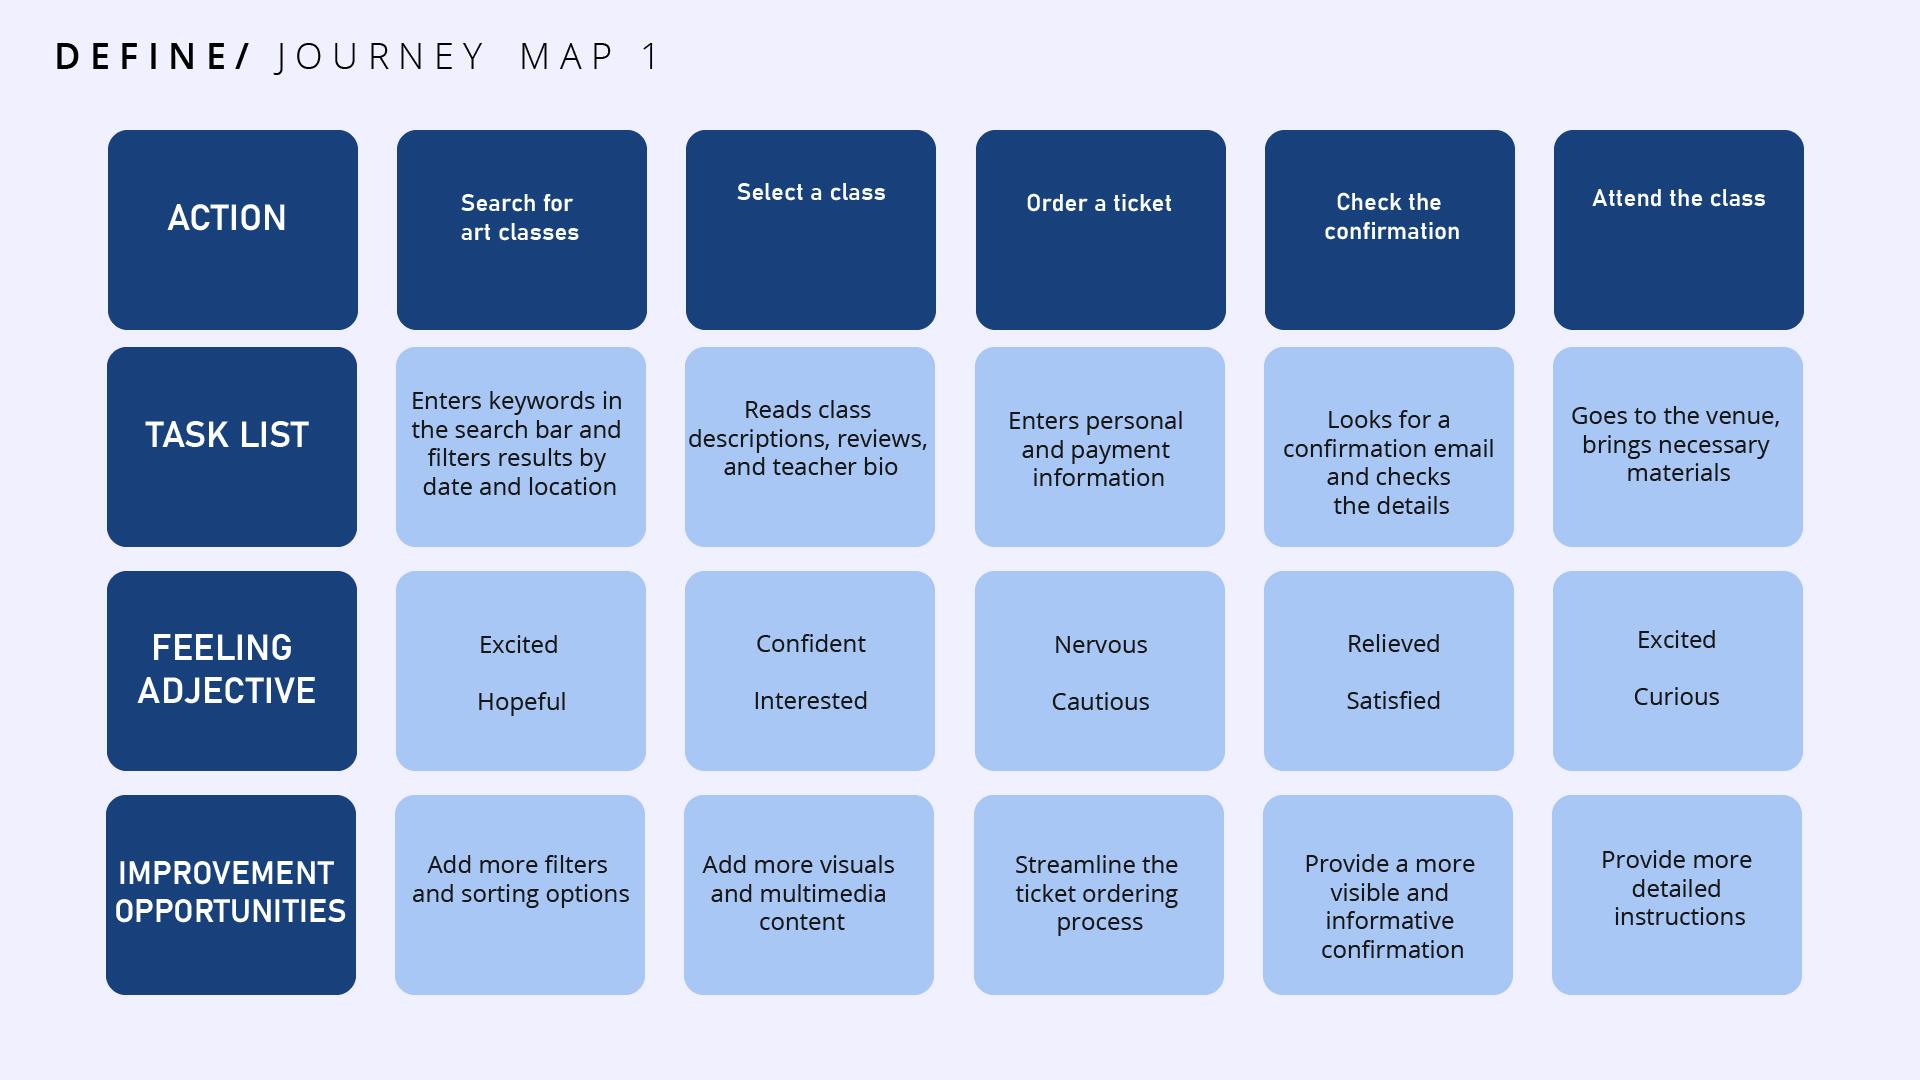 DEFINE/ JOURNEY MAP 1
ACTION
Search for
art classes
Select a class
Order a ticket
Check the
confirmation
Attend the class
TASK LIST
Enters keywords in
the search bar and
filters results by
date and location
Reads class
descriptions, reviews,
and teacher bio
Enters personal
and payment
information
Looks for a
confirmation email
and checks
the details
Goes to the venue,
brings necessary
materials
FEELING
ADJECTIVE
Excited
Hopeful
Confident
Interested
Nervous
Cautious
Relieved
Satisfied
Excited
Curious
IMPROVEMENT
OPPORTUNITIES
Add more filters
and sorting options
Add more visuals
and multimedia
content
Streamline the
ticket ordering
process
Provide a more
visible and
informative
confirmation
Provide more
detailed
instructions